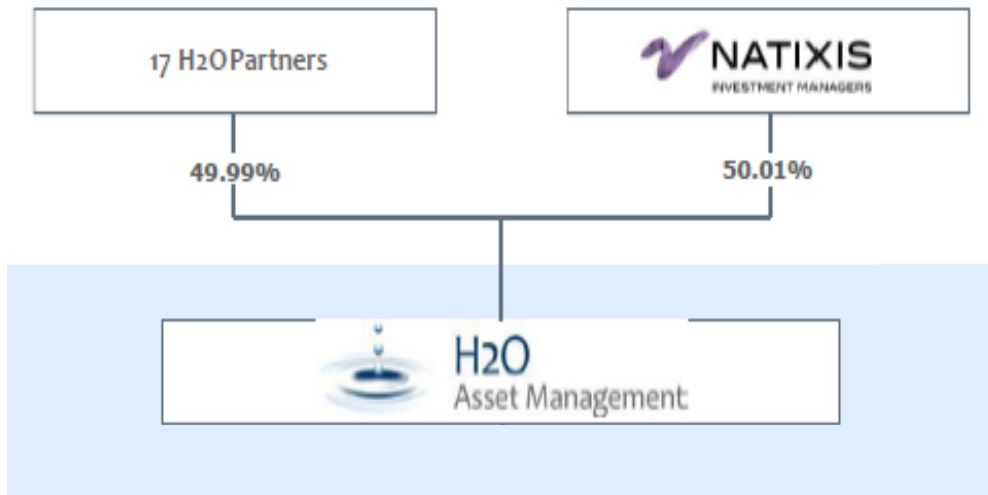 17 H2O Partners
NATIXIS
INVESTMENT MANAGERS
49.99%
50.01%
H2O
Asset Management